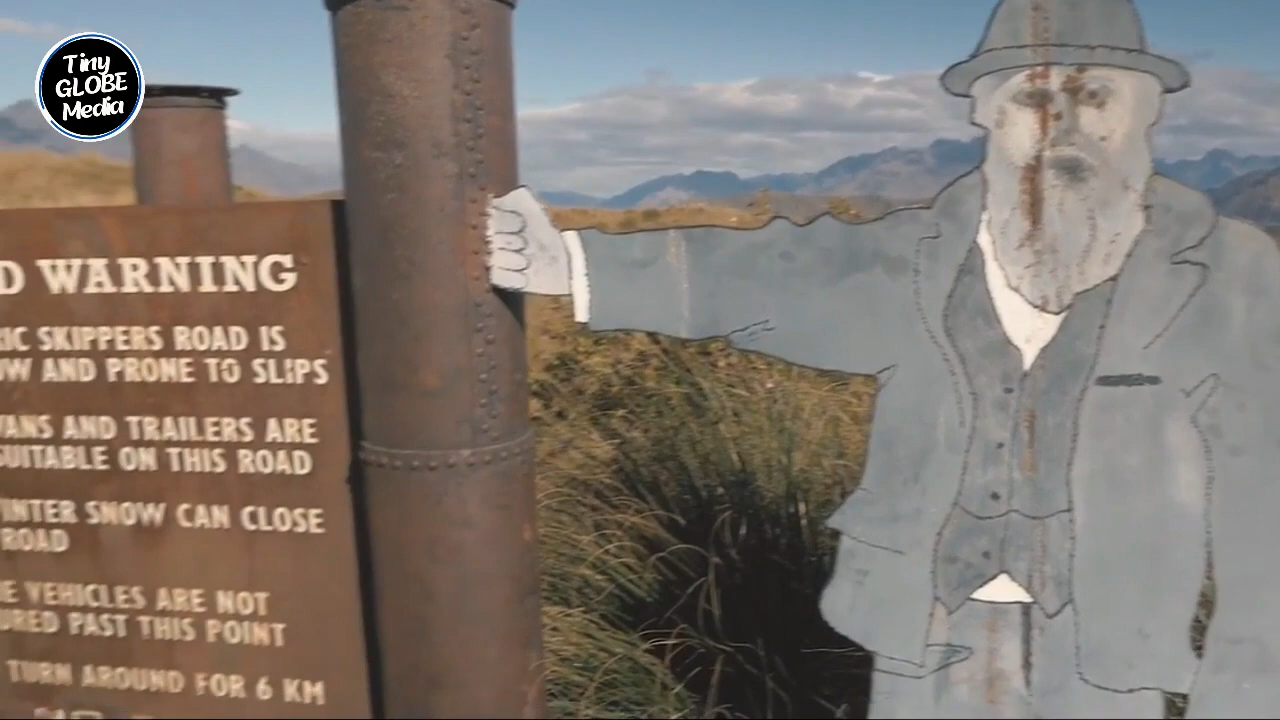 Tiny
GLOBE
Media
D WARNING
RIC SKIPPERS ROAD IS
OW AND PRONE TO SLIPS
VANS AND TRAILERS ARE
SUITABLE ON THIS ROAD
INTER SNOW CAN CLOSE
ROAD
E VEHICLES ARE NOT
URED PAST THIS POINT
TURN AROUND FOR 6 KM